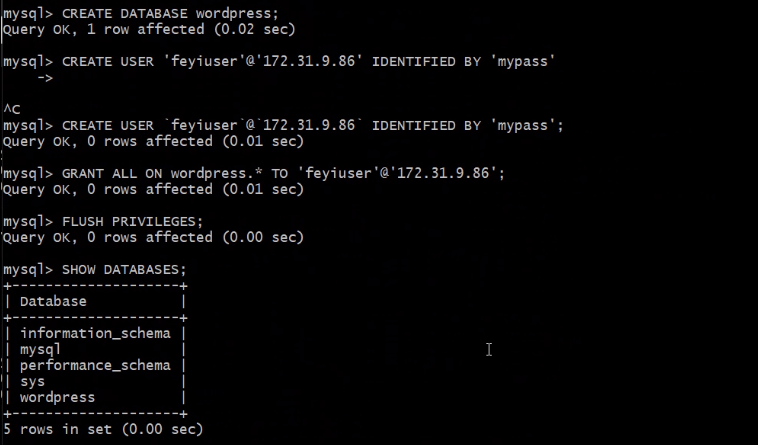 mysql> CREATE DATABASE wordpress;
Query OK, 1 row affected (0.02 sec)
mysql> CREATE USER 'feyiuser'@'172.31.9.86' IDENTIFIED BY 'mypass'
    ->
^C
mysql> CREATE USER `feyiuser`@`172.31.9.86` IDENTIFIED BY 'mypass';
Query OK, 0 rows affected (0.01 sec)
mysql> GRANT ALL ON wordpress.* TO 'feyiuser'@'172.31.9.86';
Query OK, 0 rows affected (0.01 sec)
mysql> FLUSH PRIVILEGES;
Query OK, 0 rows affected (0.00 sec)
mysql> SHOW DATABASES;
+--------------------+
| Database           |
+--------------------+
| information_schema |
| mysql              |
| performance_schema |
| sys                |
| wordpress          |
+--------------------+
5 rows in set (0.00 sec)